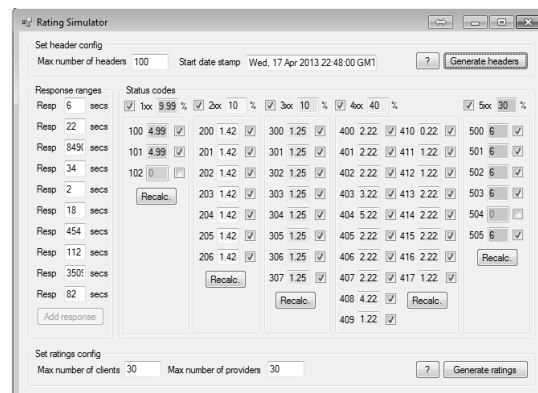 Rating Simulator
Set header config
Max number of headers 100 Start date stamp Wed, 17 Apr 2013 22:48:00 GMT ? Generate headers
Response ranges
Resp 6 secs
Resp 22 secs
Resp 8490 secs
Resp 34 secs
Resp 2 secs
Resp 18 secs
Resp 454 secs
Resp 112 secs
Resp 3505 secs
Resp 82 secs
Add response
Status codes
1xx 9.99 % 2xx 10 % 3xx 10 % 4xx 40 % 5xx 30 %
100 4.99 200 1.42 300 1.25 400 2.22 410 0.22 500 6
101 4.99 201 1.42 301 1.25 401 2.22 411 1.22 501 6
102 0 202 1.42 302 1.25 402 2.22 412 1.22 502 6
Recalc. 203 1.42 303 1.25 403 3.22 413 2.22 503 6
204 1.42 304 1.25 404 5.22 414 2.22 504 0
205 1.42 305 1.25 405 2.22 415 2.22 505 6
206 1.42 306 1.25 406 2.22 416 2.22 Recalc.
Recalc. 307 1.25 407 2.22 417 1.22
Recalc. 408 4.22 Recalc.
409 1.22
Set ratings config
Max number of clients 30 Max number of providers 30 ? Generate ratings